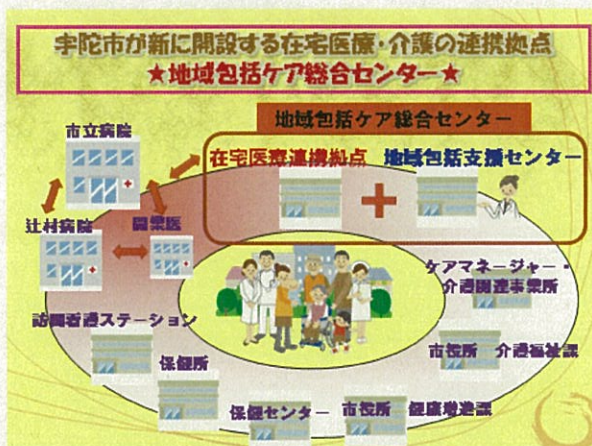 宇陀市が新に開設する在宅医療・介護の連携拠点
★地域包括ケア総合センター★
地域包括ケア総合センター
市立病院
在宅医療連携拠点
地域包括支援センター
辻村病院
開業医
ケアマネージャー・
介護関連事業所
訪問看護ステーション
市役所　介護福祉課
保健所
保健センター
市役所　健康増進課